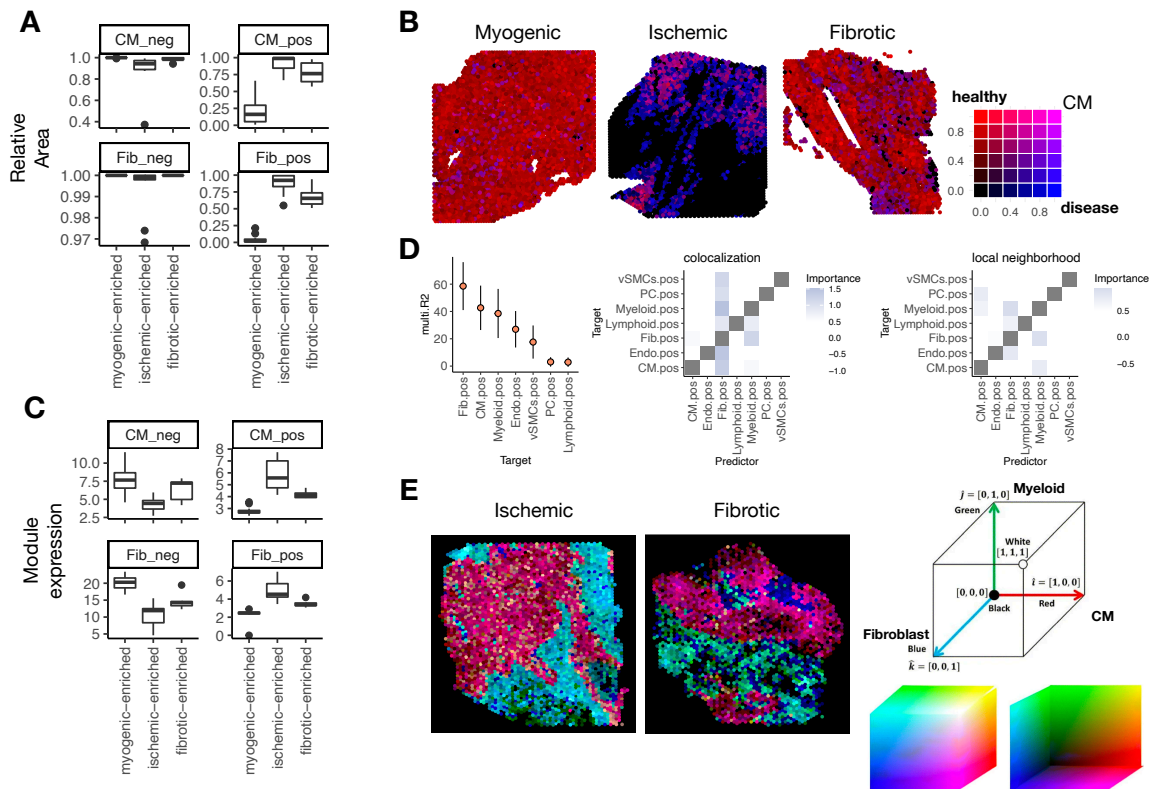 A
CM_neg
CM_pos
1.0
0.8
0.6
0.4
1.00
0.75
0.50
0.25
0.00
Relative
Area
Fib_neg
Fib_pos
1.00
0.99
0.98
0.97
1.00
0.75
0.50
0.25
0.00
myogenic−enriched
ischemic−enriched
fibrotic−enriched
myogenic−enriched
ischemic−enriched
fibrotic−enriched
B
Myogenic
Ischemic
Fibrotic
healthy
CM
0.8
0.4
0.0
0.0 0.4 0.8
disease
C
CM_neg
CM_pos
10.0
7.5
5.0
2.5
8
7
6
5
4
3
Module
expression
Fib_neg
Fib_pos
20
15
10
5
6
4
2
0
myogenic−enriched
ischemic−enriched
fibrotic−enriched
myogenic−enriched
ischemic−enriched
fibrotic−enriched
D
multi.R2
60
40
20
0
Fib.pos
CM.pos
Myeloid.pos
Endo.pos
vSMCs.pos
PC.pos
Lymphoid.pos
Target
colocalization
Target
vSMCs.pos
PC.pos
Myeloid.pos
Lymphoid.pos
Fib.pos
Endo.pos
CM.pos
CM.pos
Endo.pos
Fib.pos
Lymphoid.pos
Myeloid.pos
PC.pos
vSMCs.pos
Predictor
Importance
1.5
1.0
0.5
0.0
−0.5
−1.0
local neighborhood
Target
vSMCs.pos
PC.pos
Myeloid.pos
Lymphoid.pos
Fib.pos
Endo.pos
CM.pos
CM.pos
Endo.pos
Fib.pos
Lymphoid.pos
Myeloid.pos
PC.pos
vSMCs.pos
Predictor
Importance
0.5
0.0
−0.5
E
Ischemic
Fibrotic
Myeloid
ĵ = [0, 1, 0]
Green
White
[1, 1, 1]
î = [1, 0, 0]
[0, 0, 0]
Black
Red
CM
Fibroblast
Blue
k̂ = [0, 0, 1]